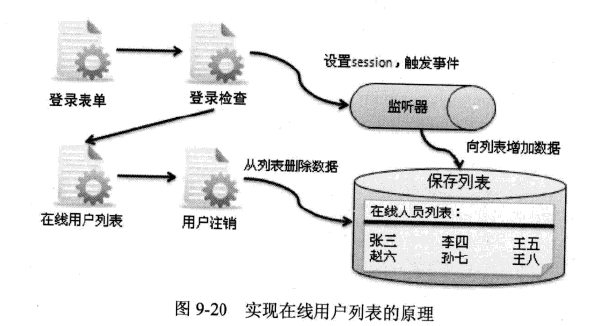 设置session，触发事件
登录表单
登录检查
监听器
向列表增加数据
从列表删除数据
保存列表
在线用户列表
用户注销
在线人员列表：
张三 李四 王五
赵六 孙七 王八
图 9-20 实现在线用户列表的原理